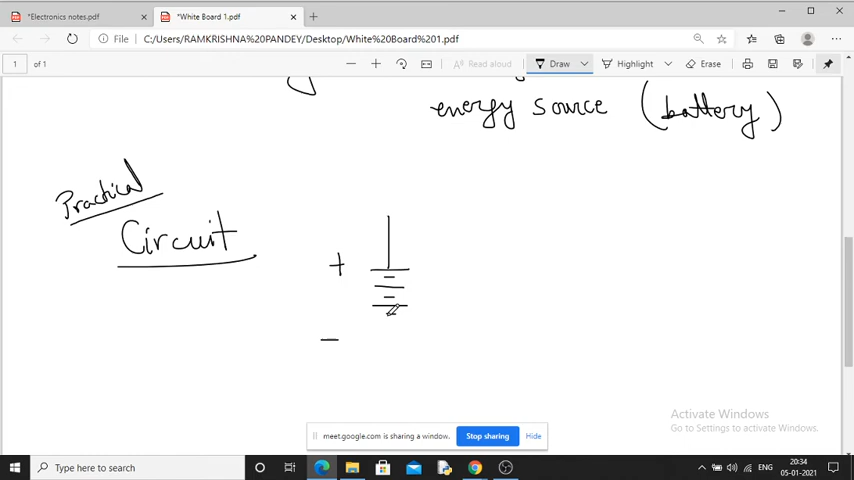 *Electronics notes.pdf
*White Board 1.pdf
File
C:/Users/RAMKRISHNA%20PANDEY/Desktop/White%20Board%201.pdf
1 of 1
Read aloud
Draw
Highlight
Erase
energy source (battery)
Practical
Circuit
+
−
Activate Windows
Go to Settings to activate Windows.
meet.google.com is sharing a window.
Stop sharing
Hide
Type here to search
ENG
20:34
05-01-2021